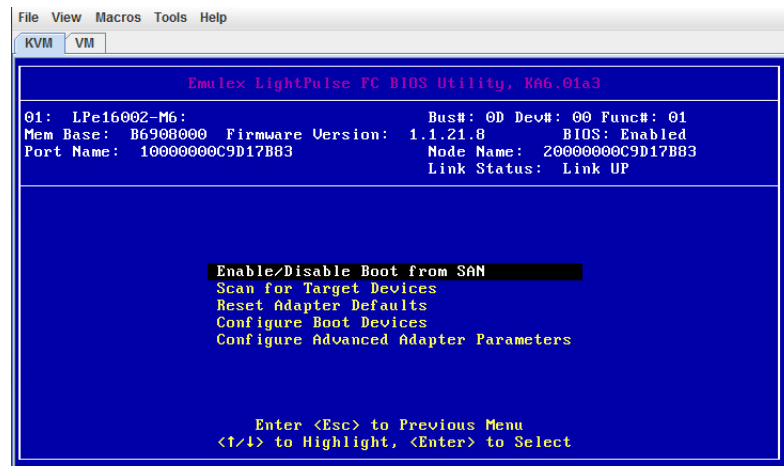 File View Macros Tools Help
KVM VM
Emulex LightPulse FC BIOS Utility, KA6.01a3
01: LPe16002-M6: Bus#: 0D Dev#: 00 Func#: 01
Mem Base: B6908000 Firmware Version: 1.1.21.8 BIOS: Enabled
Port Name: 10000000C9D17B83 Node Name: 20000000C9D17B83
Link Status: Link UP
Enable/Disable Boot from SAN
Scan for Target Devices
Reset Adapter Defaults
Configure Boot Devices
Configure Advanced Adapter Parameters
Enter <Esc> to Previous Menu
<↑/↓> to Highlight, <Enter> to Select